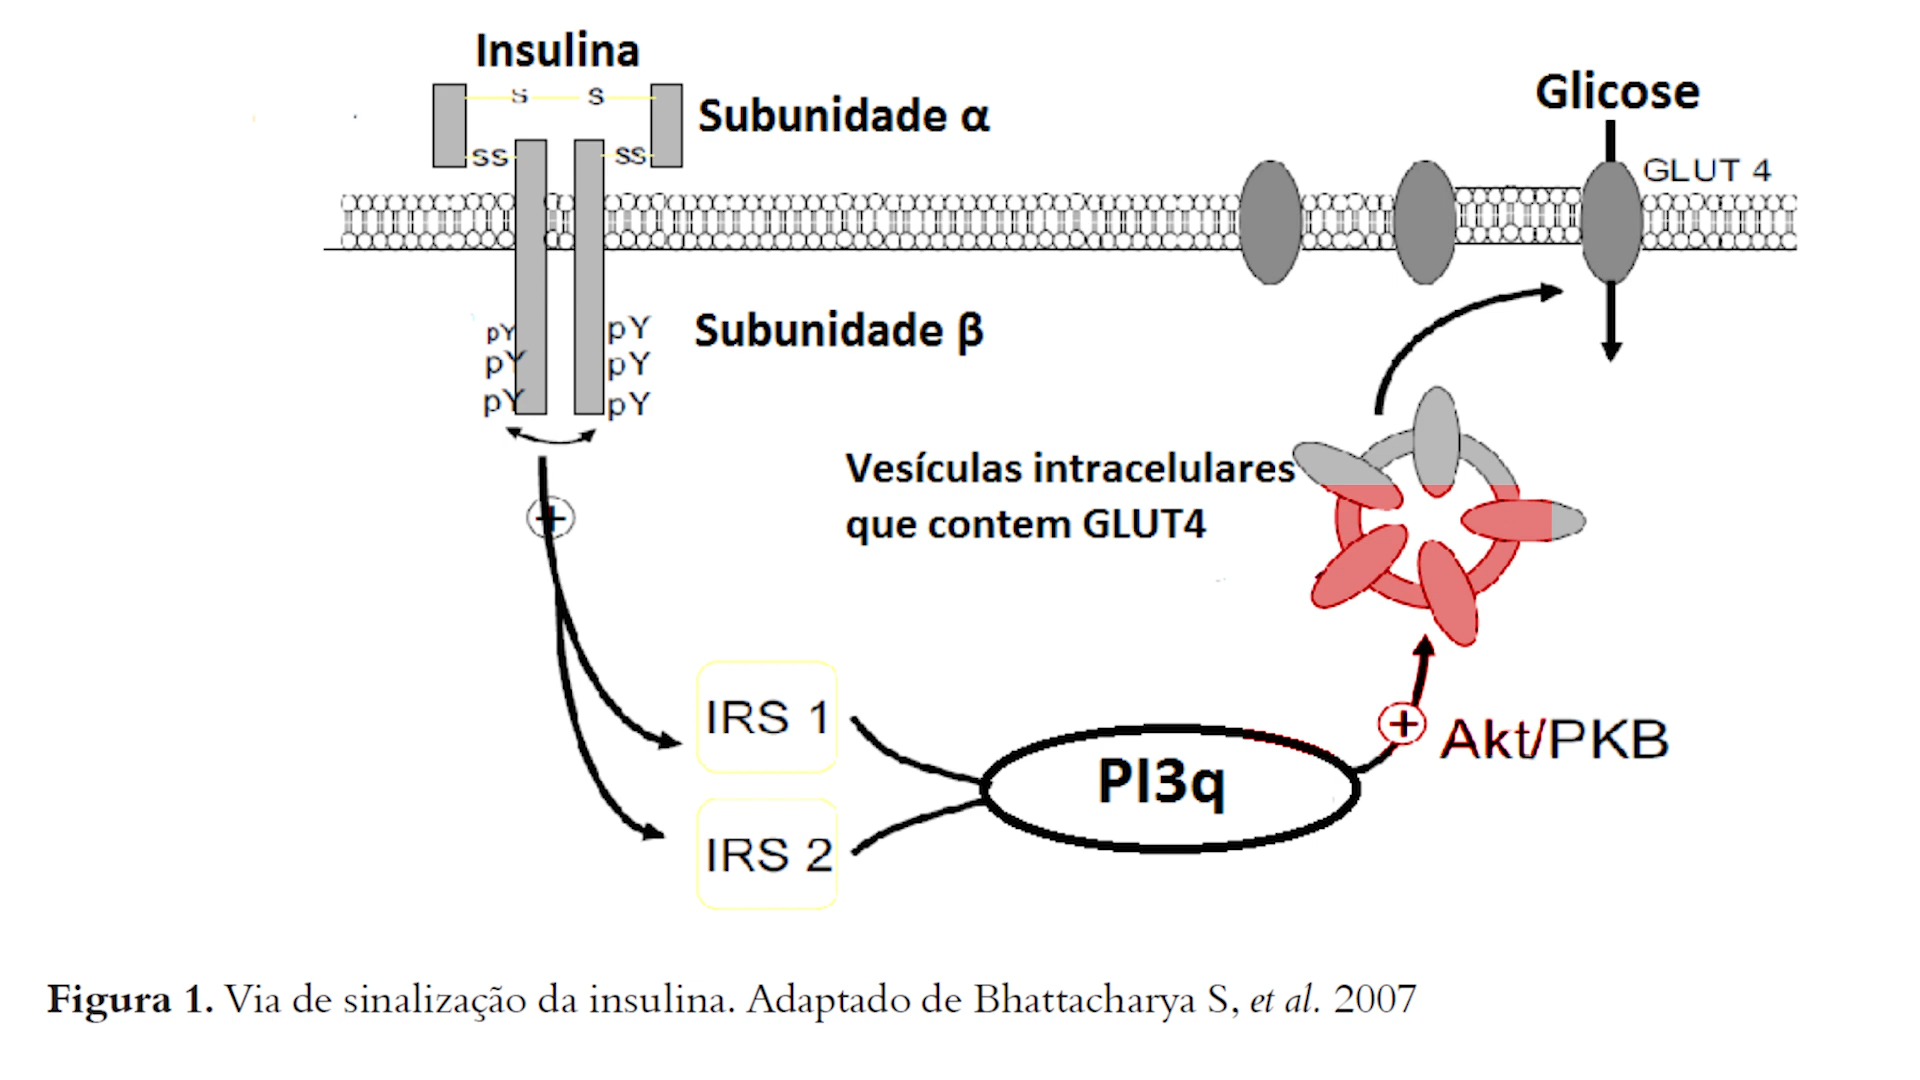 Insulina
S S
Subunidade α
SS SS
Glicose
GLUT 4
pY pY
pY pY
pY pY
Subunidade β
Vesículas intracelulares
que contem GLUT4
+
IRS 1
IRS 2
PI3q
+
Akt/PKB
Figura 1. Via de sinalização da insulina. Adaptado de Bhattacharya S, et al. 2007